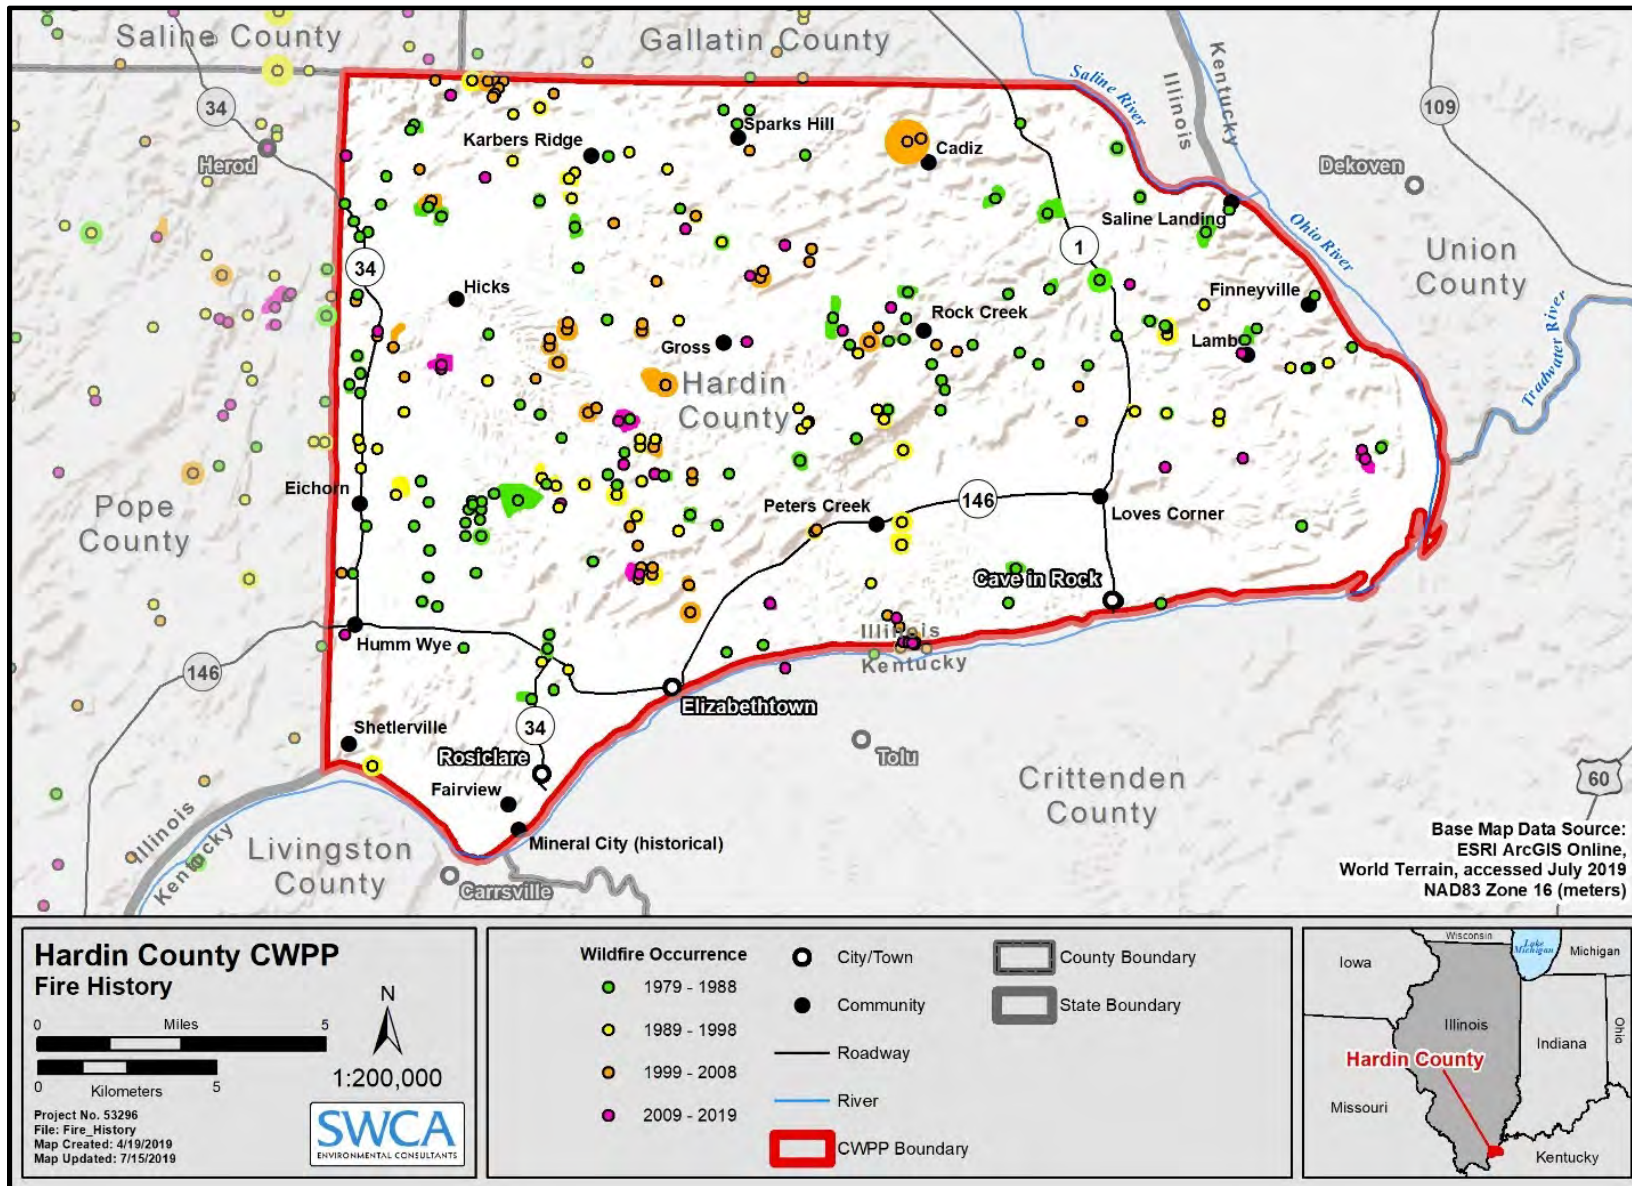 Saline County
Gallatin County
Saline River
Illinois
Kentucky
34
109
Herod
Karbers Ridge
Sparks Hill
Cadiz
Dekoven
Saline Landing
Ohio River
Union
County
34
1
Hicks
Finneyville
Rock Creek
Gross
Lamb
Tradwater River
Hardin
County
Pope
County
Eichorn
Peters Creek
146
Loves Corner
Cave in Rock
Humm Wye
Illinois
Kentucky
146
Elizabethtown
34
Shetlerville
Rosiclare
Tolu
Fairview
Crittenden
County
60
Illinois
Kentucky
Livingston
County
Mineral City (historical)
Carrsville
Base Map Data Source:
ESRI ArcGIS Online,
World Terrain, accessed July 2019
NAD83 Zone 16 (meters)
Hardin County CWPP
Fire History
0 Miles 5
0 Kilometers 5
N
1:200,000
Project No. 53296
File: Fire_History
Map Created: 4/19/2019
Map Updated: 7/15/2019
SWCA
ENVIRONMENTAL CONSULTANTS
Wildfire Occurrence
1979 - 1988
1989 - 1998
1999 - 2008
2009 - 2019
City/Town
Community
Roadway
River
CWPP Boundary
County Boundary
State Boundary
Wisconsin
Lake
Michigan
Michigan
Iowa
Illinois
Indiana
Ohio
Hardin County
Missouri
Kentucky